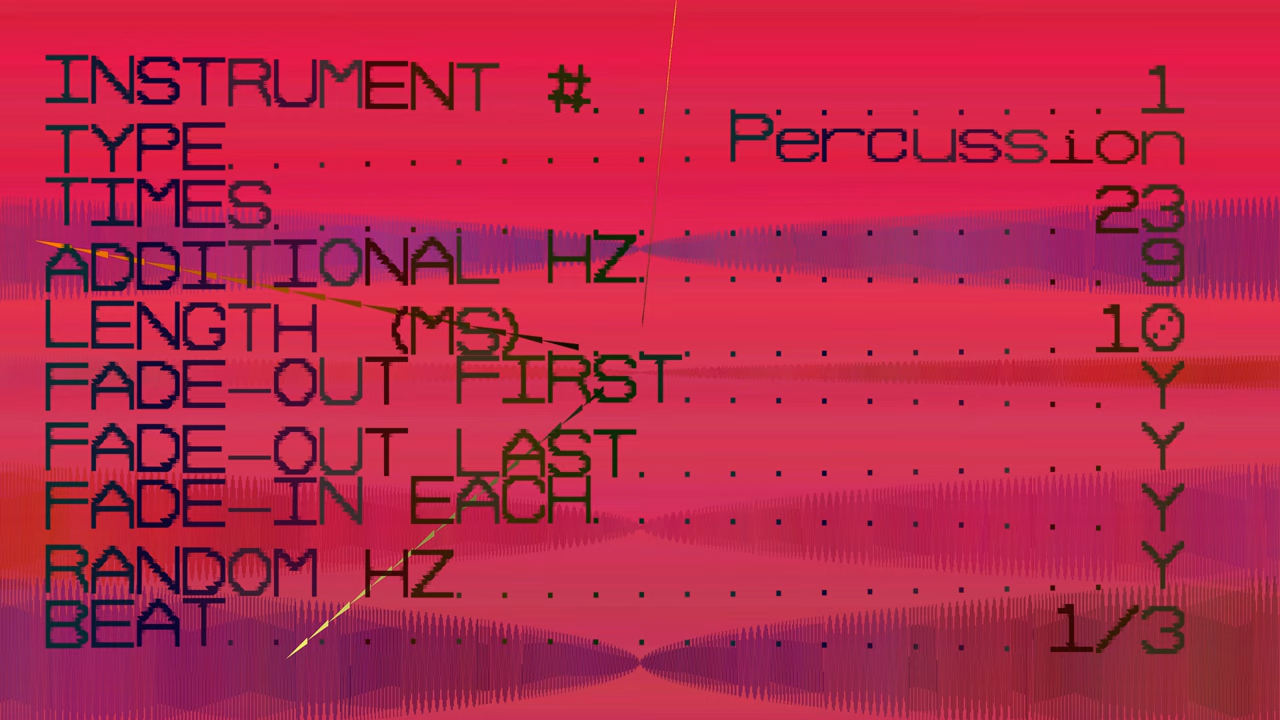 INSTRUMENT #. . . . . . . . . . . . 1
TYPE. . . . . . . . . . . Percussion
TIMES. . . . . . . . . . . . . . . . . . . 23
ADDITIONAL HZ. . . . . . . . . . . 9
LENGTH (MS). . . . . . . . . . . . 10
FADE-OUT FIRST. . . . . . . . . . Y
FADE-OUT LAST. . . . . . . . . . . Y
FADE-IN EACH. . . . . . . . . . . . Y
RANDOM HZ. . . . . . . . . . . . . . . Y
BEAT. . . . . . . . . . . . . . . . . . . 1/3